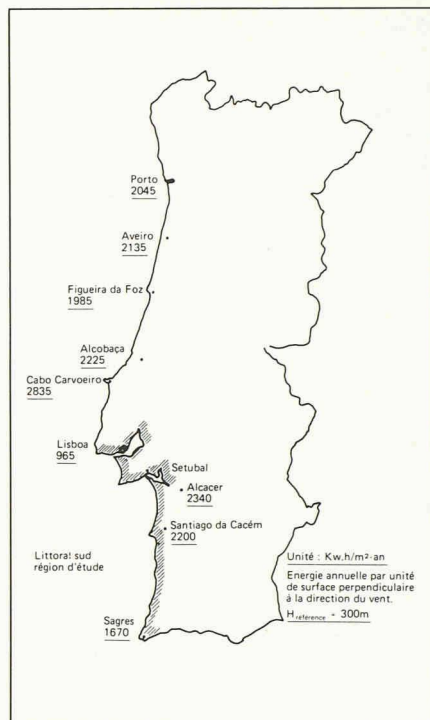 Porto
2045
Aveiro
2135
Figueira da Foz
1985
Alcobaça
2225
Cabo Carvoeiro
2835
Lisboa
965
Setubal
Alcacer
2340
Santiago da Cacém
2200
Littoral sud
région d'étude
Unité : Kw.h/m²-an
Energie annuelle par unité
de surface perpendiculaire
á la direction du vent.
H référence - 300m
Sagres
1670